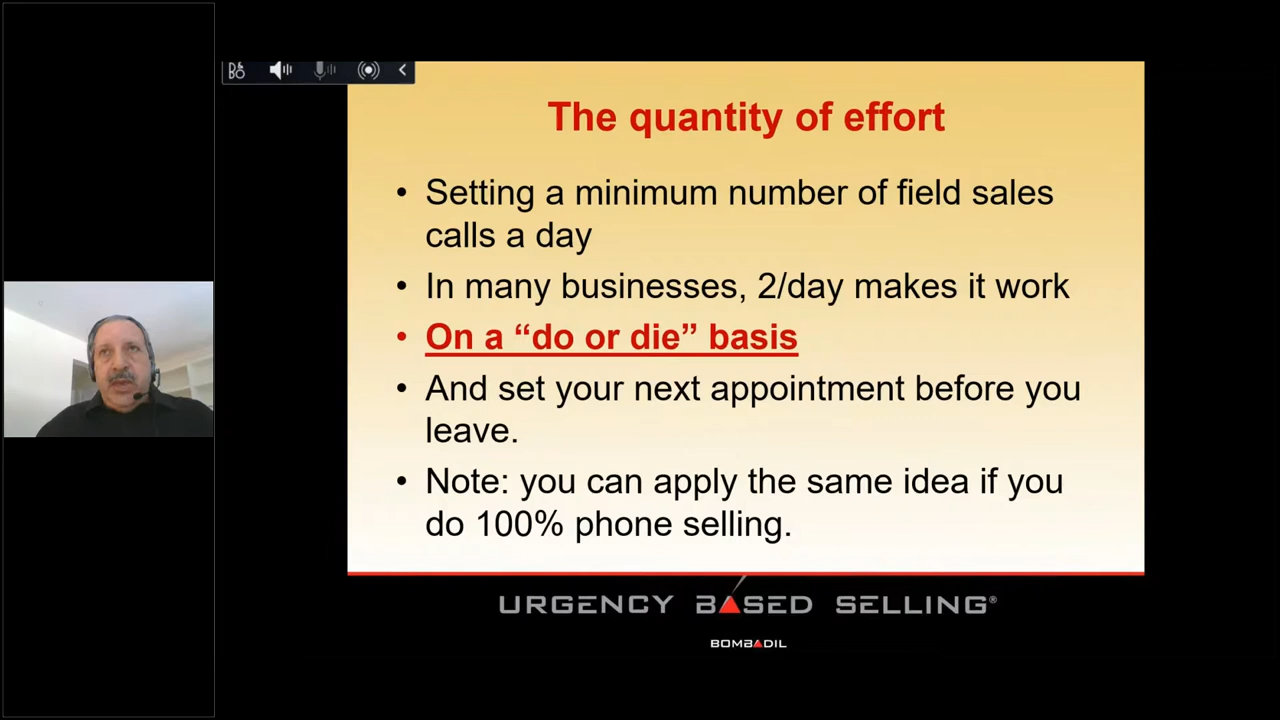 The quantity of effort
• Setting a minimum number of field sales
calls a day
• In many businesses, 2/day makes it work
• On a “do or die” basis
• And set your next appointment before you
leave.
• Note: you can apply the same idea if you
do 100% phone selling.
URGENCY BASED SELLING®
BOMBADIL